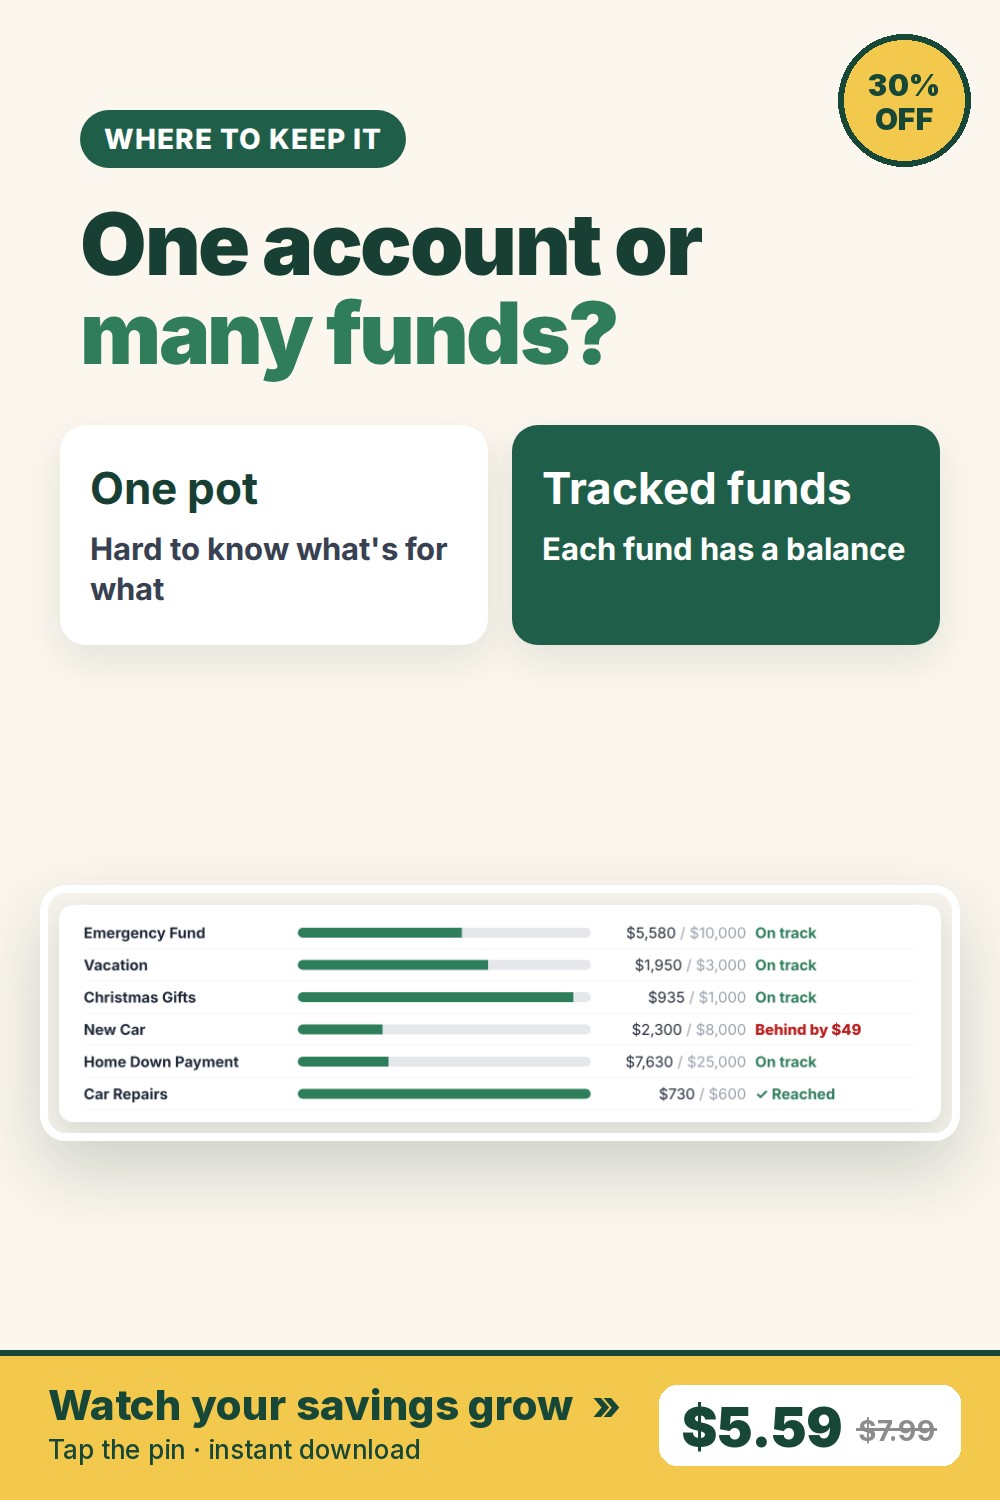 30%
OFF
WHERE TO KEEP IT
One account or
many funds?
One pot
Hard to know what's for
what
Tracked funds
Each fund has a balance
Emergency Fund $5,580 / $10,000 On track
Vacation $1,950 / $3,000 On track
Christmas Gifts $935 / $1,000 On track
New Car $2,300 / $8,000 Behind by $49
Home Down Payment $7,630 / $25,000 On track
Car Repairs $730 / $600 ✓ Reached
Watch your savings grow »
Tap the pin · instant download
$5.59 $7.99